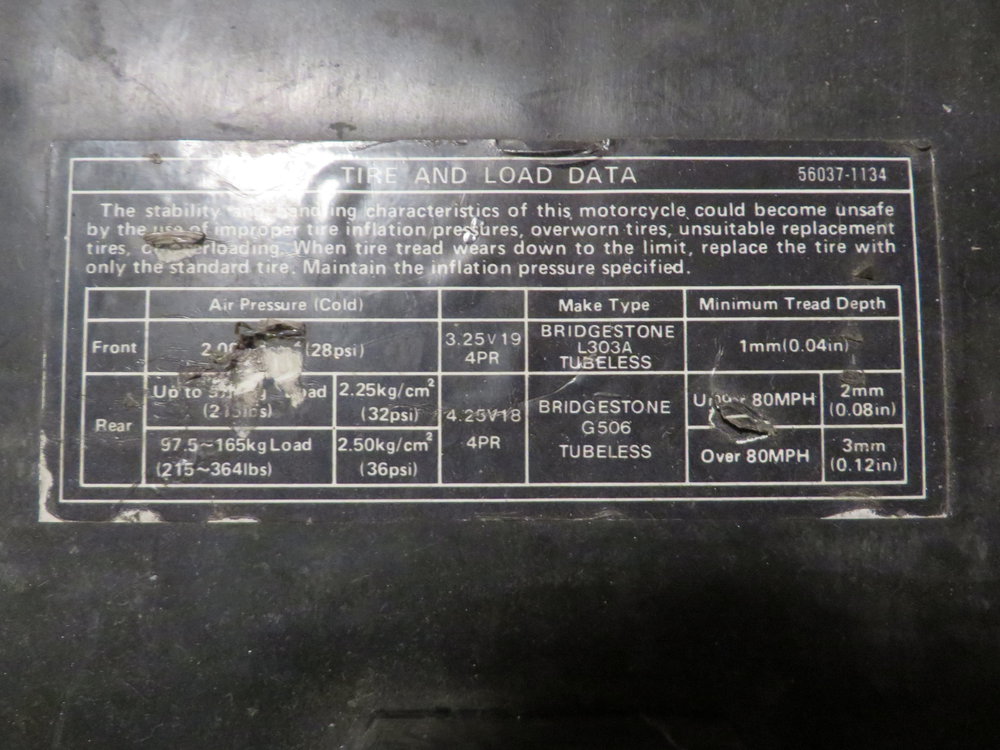 TIRE AND LOAD DATA 56037-1134
The stability and handling characteristics of this motorcycle could become unsafe
by the use of improper tire inflation pressures, overworn tires, unsuitable replacement
tires, or overloading. When tire tread wears down to the limit, replace the tire with
only the standard tire. Maintain the inflation pressure specified.
Air Pressure (Cold) Make Type Minimum Tread Depth
Front (28psi) 3.25V19 4PR BRIDGESTONE L303A TUBELESS 1mm(0.04in)
Rear Up to Load (215lbs) 2.25kg/cm² (32psi) 4.25V18 4PR BRIDGESTONE G506 TUBELESS Under 80MPH 2mm (0.08in)
97.5~165kg Load (215~364lbs) 2.50kg/cm² (36psi) Over 80MPH 3mm (0.12in)